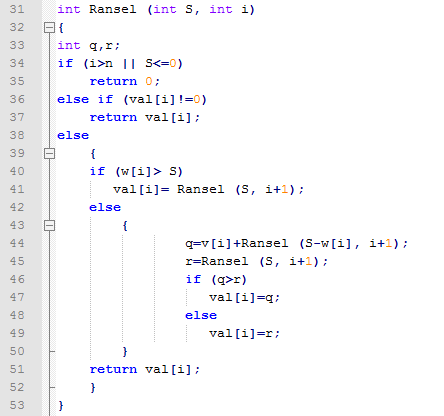 31 int Ransel (int S, int i)
32 {
33 int q,r;
34 if (i>n || S<=0)
35 return 0;
36 else if (val[i]!=0)
37 return val[i];
38 else
39 {
40 if (w[i]> S)
41 val[i]= Ransel (S, i+1);
42 else
43 {
44 q=v[i]+Ransel (S-w[i], i+1);
45 r=Ransel (S, i+1);
46 if (q>r)
47 val[i]=q;
48 else
49 val[i]=r;
50 }
51 return val[i];
52 }
53 }